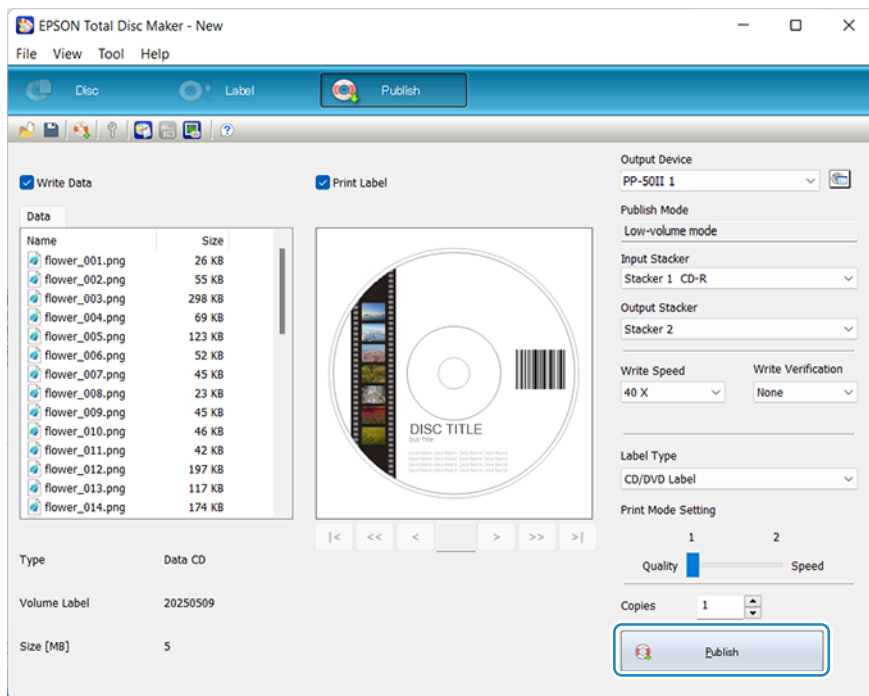 EPSON Total Disc Maker - New
File View Tool Help
Disc Label Publish
Write Data
Data
Name Size
flower_001.png 26 KB
flower_002.png 55 KB
flower_003.png 298 KB
flower_004.png 69 KB
flower_005.png 123 KB
flower_006.png 52 KB
flower_007.png 45 KB
flower_008.png 23 KB
flower_009.png 45 KB
flower_010.png 46 KB
flower_011.png 42 KB
flower_012.png 197 KB
flower_013.png 117 KB
flower_014.png 174 KB
Type Data CD
Volume Label 20250509
Size [MB] 5
Print Label
DISC TITLE
|< << < > >> >|
Output Device
PP-50II 1
Publish Mode
Low-volume mode
Input Stacker
Stacker 1 CD-R
Output Stacker
Stacker 2
Write Speed Write Verification
40 X None
Label Type
CD/DVD Label
Print Mode Setting
1 2
Quality Speed
Copies 1
Publish